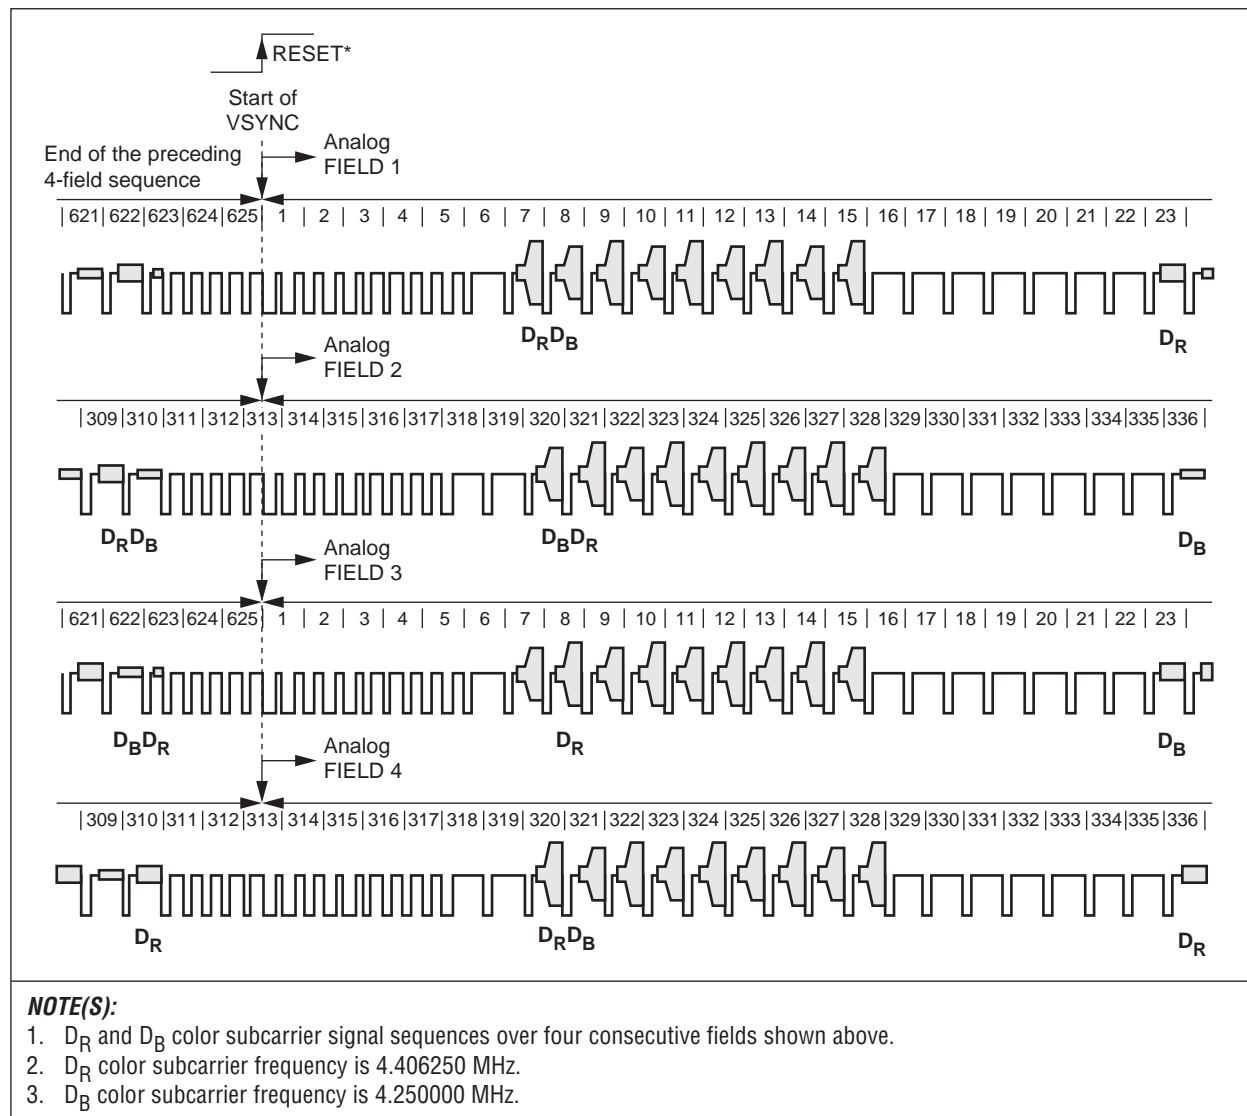 RESET*
Start of
VSYNC
Analog
FIELD 1
End of the preceding
4-field sequence
621 622 623 624 625 1 2 3 4 5 6 7 8 9 10 11 12 13 14 15 16 17 18 19 20 21 22 23
DRDB
DR
Analog
FIELD 2
309 310 311 312 313 314 315 316 317 318 319 320 321 322 323 324 325 326 327 328 329 330 331 332 333 334 335 336
DRDB
DBDR
DB
Analog
FIELD 3
621 622 623 624 625 1 2 3 4 5 6 7 8 10 11 12 13 14 15 16 17 18 19 20 21 22 23
DBDR
DR
DB
Analog
FIELD 4
309 310 311 312 313 314 315 316 317 318 319 320 321 322 323 324 325 326 327 328 329 330 331 332 333 334 335 336
DR
DRDB
DR
NOTE(S):
1. DR and DB color subcarrier signal sequences over four consecutive fields shown above.
2. DR color subcarrier frequency is 4.406250 MHz.
3. DB color subcarrier frequency is 4.250000 MHz.